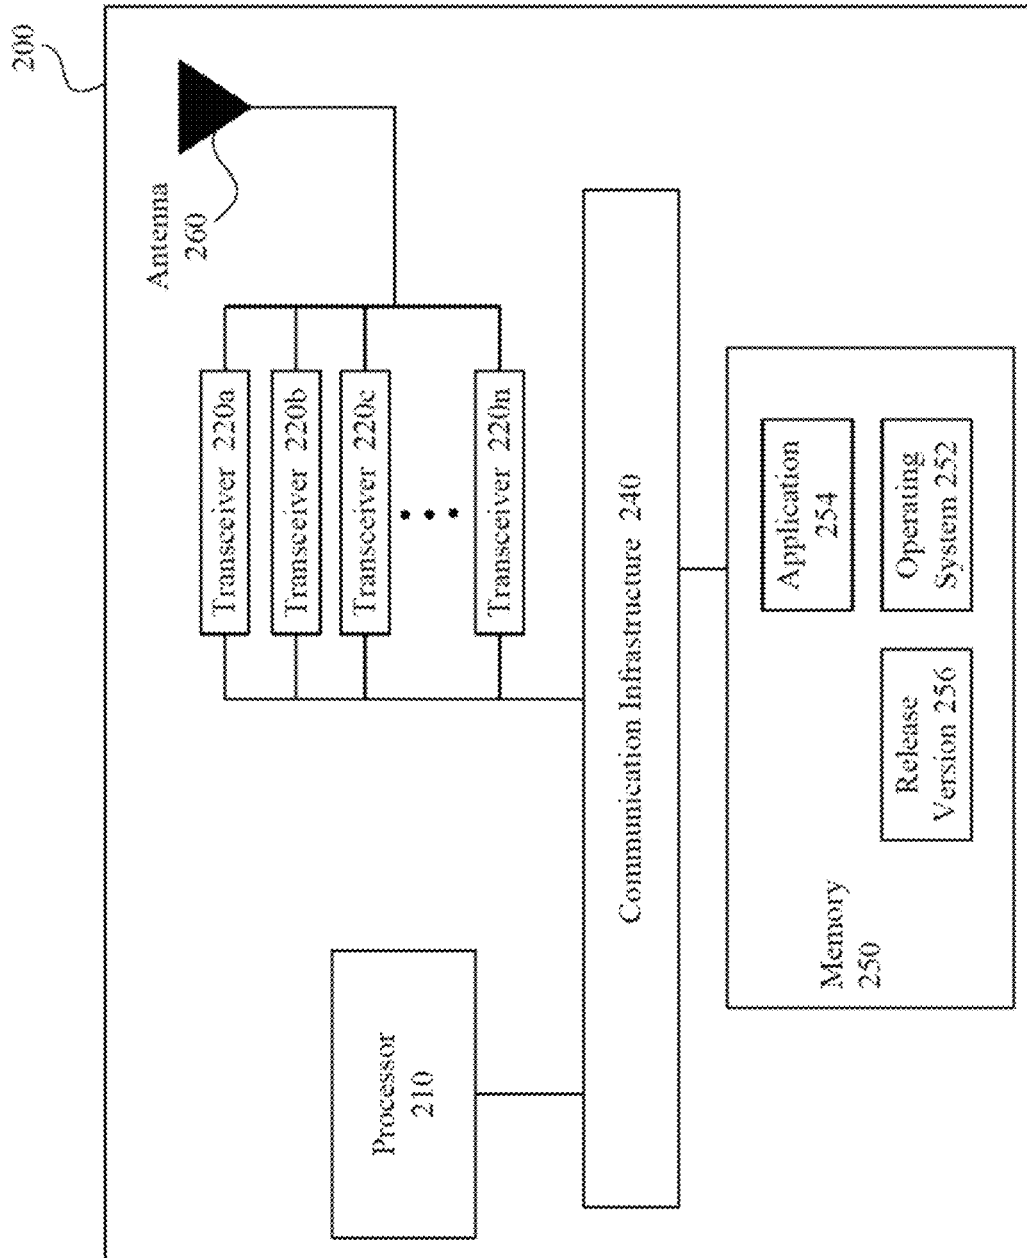 200
Antenna
260
Transceiver 220a
Transceiver 220b
Transceiver 220c
Transceiver 220n
Processor
210
Communication Infrastructure 240
Application
254
Release
Version 256
Operating
System 252
Memory
250